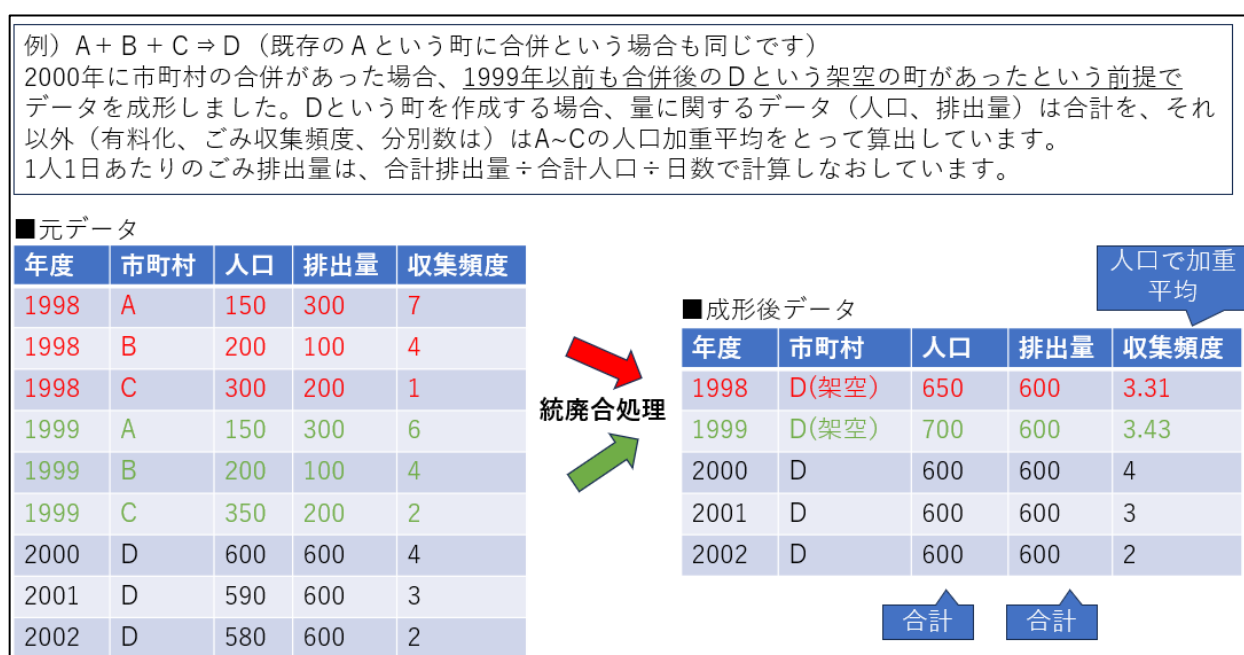 例）A＋B＋C⇒D（既存のAという町に合併という場合も同じです）
2000年に市町村の合併があった場合、1999年以前も合併後のDという架空の町があったという前提で
データを成形しました。Dという町を作成する場合、量に関するデータ（人口、排出量）は合計を、それ
以外（有料化、ごみ収集頻度、分別数は）はA~Cの人口加重平均をとって算出しています。
1人1日あたりのごみ排出量は、合計排出量÷合計人口÷日数で計算しなおしています。
■元データ
年度 市町村 人口 排出量 収集頻度
1998 A 150 300 7
1998 B 200 100 4
1998 C 300 200 1
1999 A 150 300 6
1999 B 200 100 4
1999 C 350 200 2
2000 D 600 600 4
2001 D 590 600 3
2002 D 580 600 2
統廃合処理
人口で加重
平均
■成形後データ
年度 市町村 人口 排出量 収集頻度
1998 D(架空) 650 600 3.31
1999 D(架空) 700 600 3.43
2000 D 600 600 4
2001 D 600 600 3
2002 D 600 600 2
合計 合計